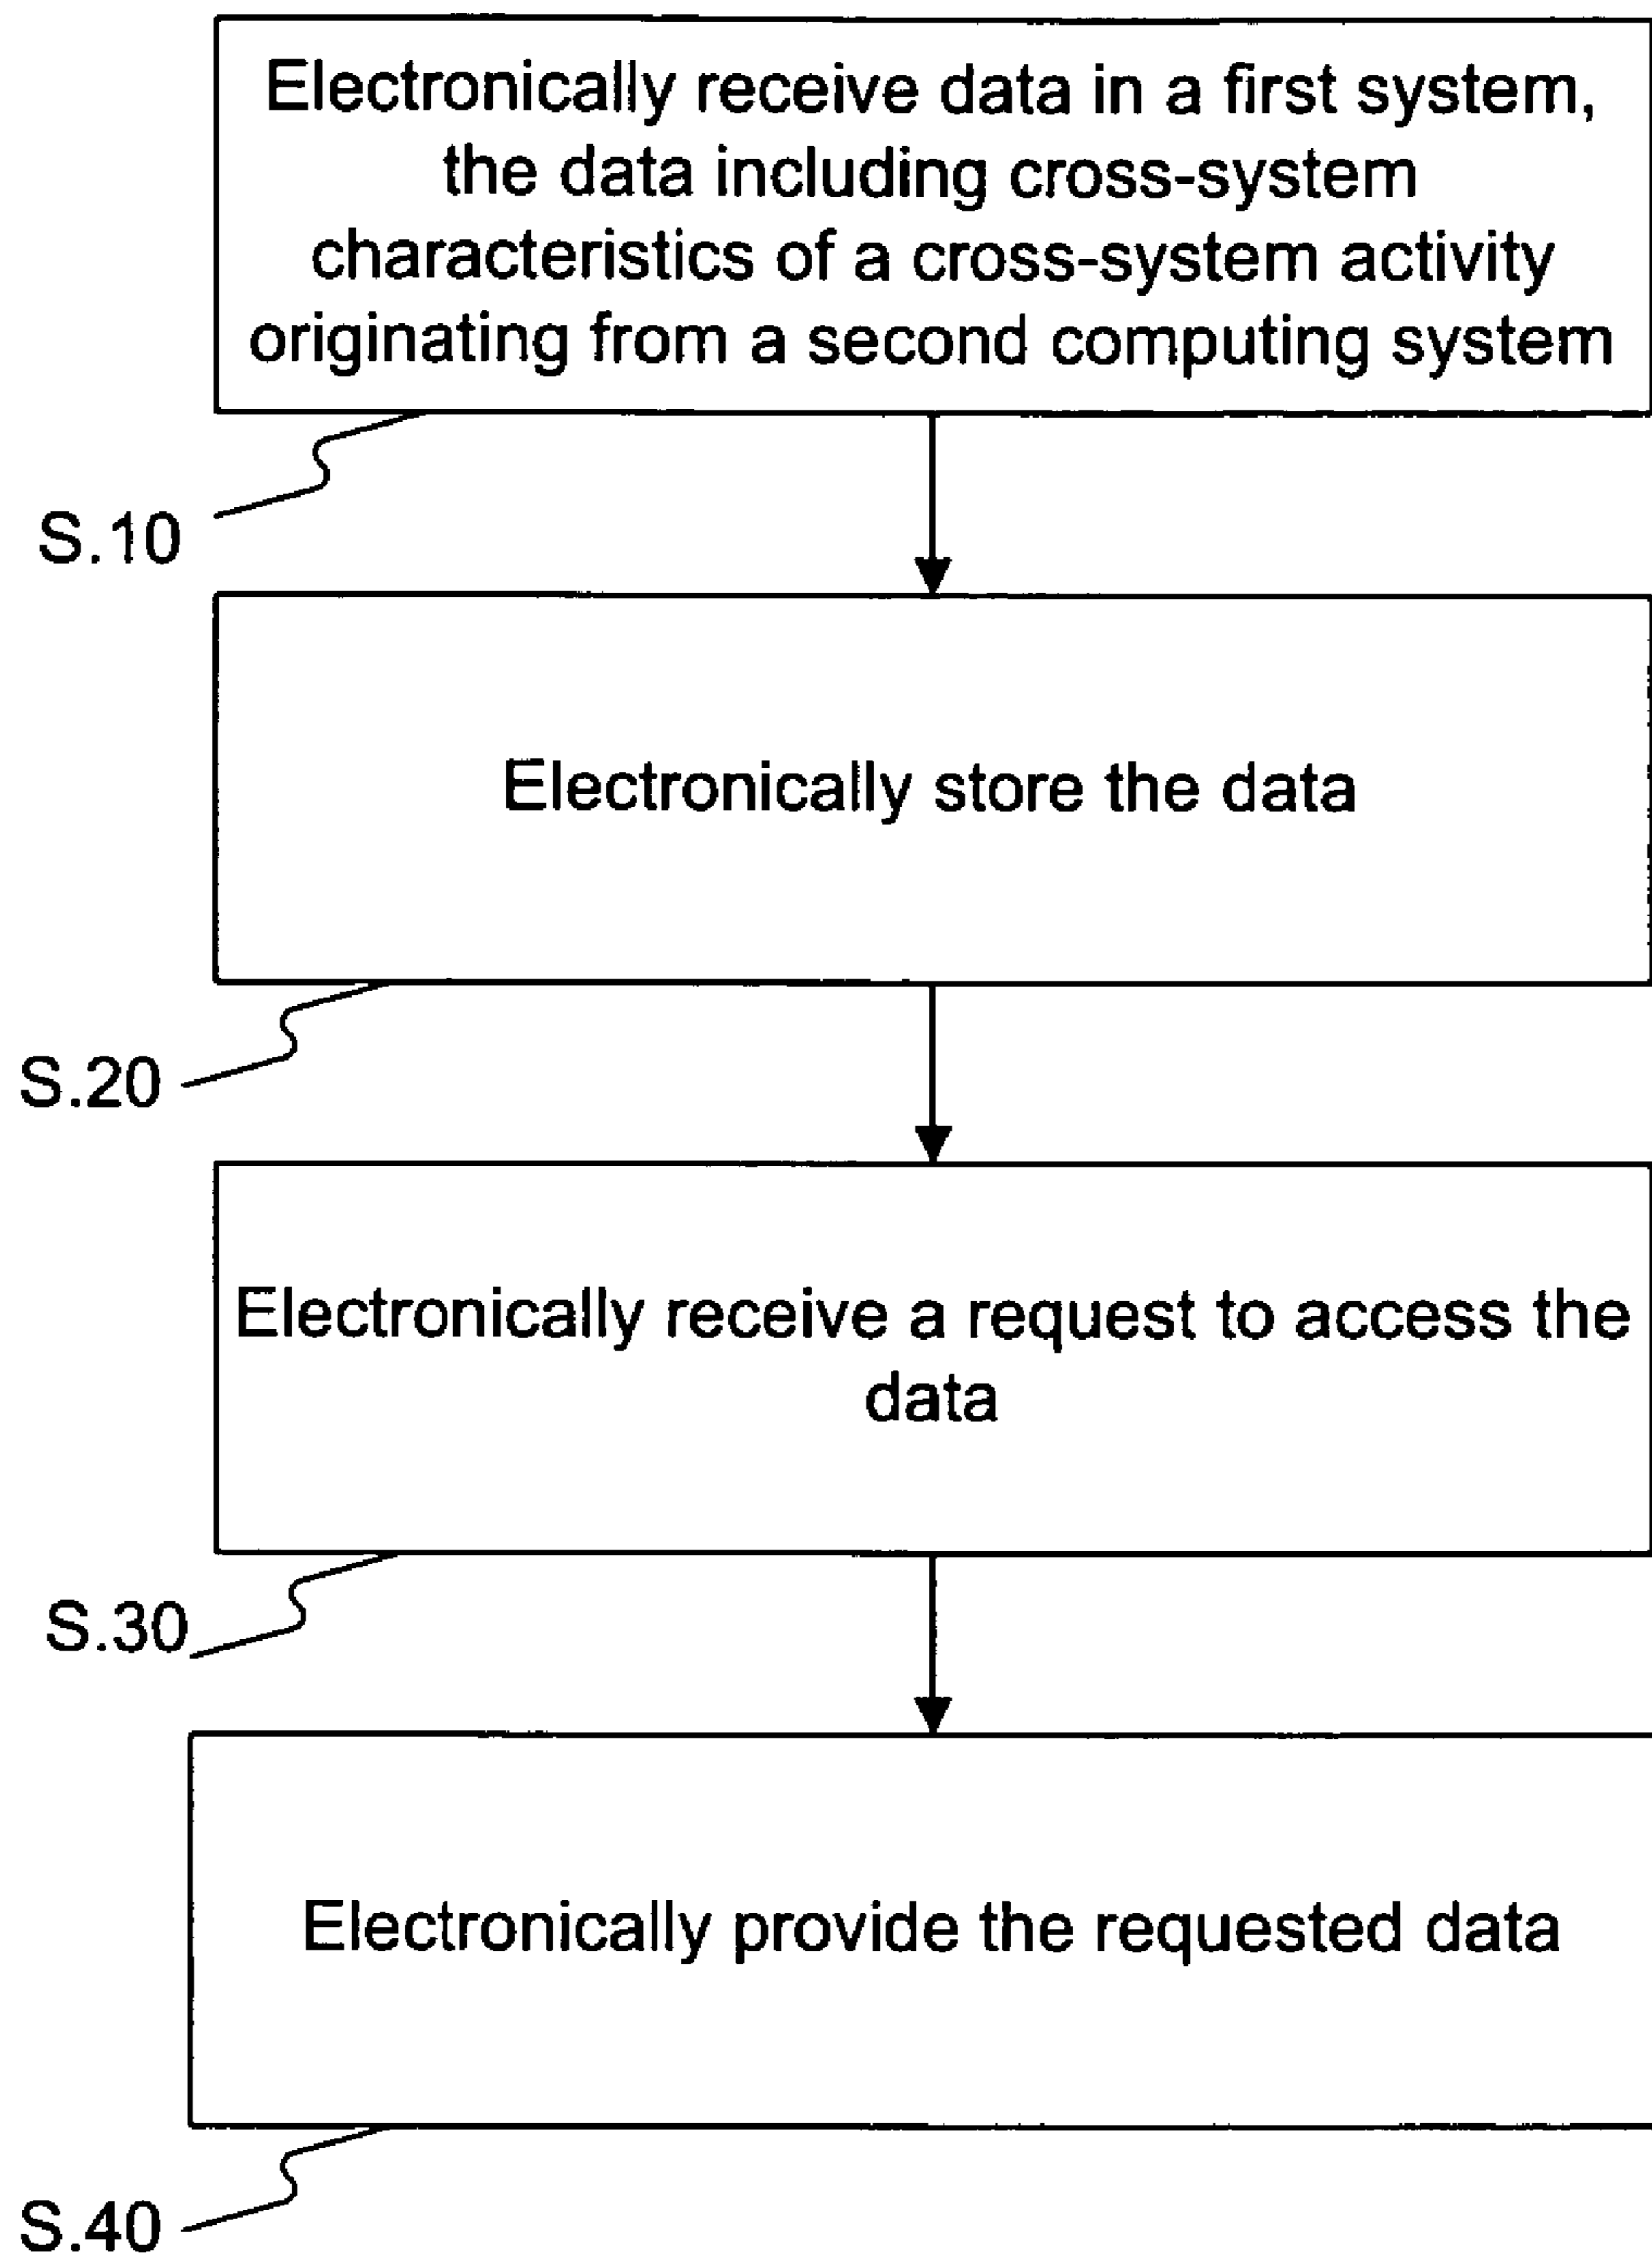 Electronically receive data in a first system,
the data including cross-system
characteristics of a cross-system activity
originating from a second computing system
S.10
Electronically store the data
S.20
Electronically receive a request to access the
data
S.30
Electronically provide the requested data
S.40